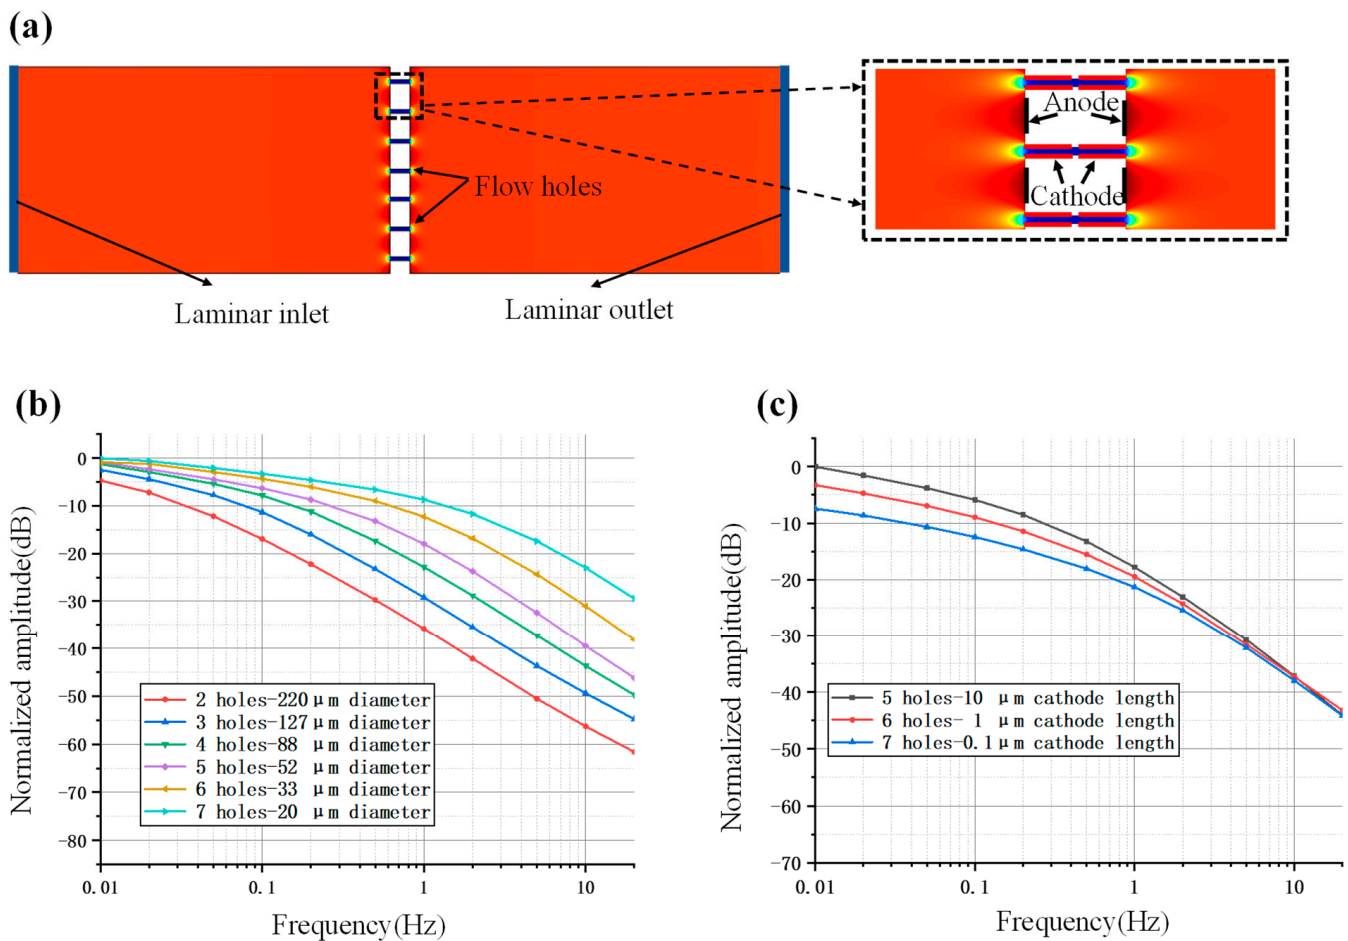 (a)
Anode
Cathode
Flow holes
Laminar inlet
Laminar outlet
(b)
Normalized amplitude(dB)
0
-10
-20
-30
-40
-50
-60
-70
-80
2 holes-220 μm diameter
3 holes-127 μm diameter
4 holes-88 μm diameter
5 holes-52 μm diameter
6 holes-33 μm diameter
7 holes-20 μm diameter
0.01 0.1 1 10
Frequency(Hz)
(c)
Normalized amplitude(dB)
0
-10
-20
-30
-40
-50
-60
-70
5 holes-10 μm cathode length
6 holes- 1 μm cathode length
7 holes-0.1μm cathode length
0.01 0.1 1 10
Frequency(Hz)